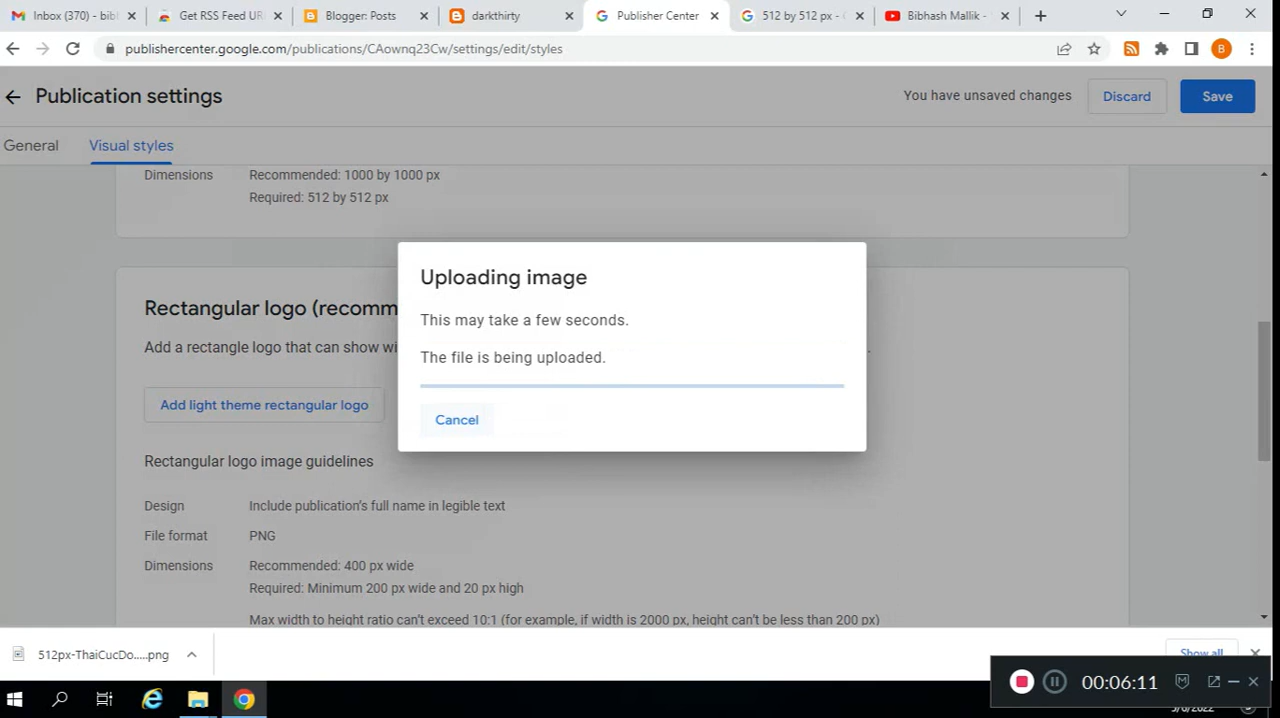 Inbox (370) - bibh
Get RSS Feed UR
Blogger: Posts
darkthirty
Publisher Center
512 by 512 px - G
Bibhash Mallik -
publishercenter.google.com/publications/CAownq23Cw/settings/edit/styles
B
Publication settings
You have unsaved changes
Discard
Save
General
Visual styles
Dimensions
Recommended: 1000 by 1000 px
Required: 512 by 512 px
Uploading image
This may take a few seconds.
The file is being uploaded.
Cancel
Rectangular logo (recomm
Add a rectangle logo that can show wi
Add light theme rectangular logo
Rectangular logo image guidelines
Design
Include publication's full name in legible text
File format
PNG
Dimensions
Recommended: 400 px wide
Required: Minimum 200 px wide and 20 px high
Max width to height ratio can't exceed 10:1 (for example, if width is 2000 px, height can't be less than 200 px)
512px-ThaiCucDo.....png
Show all
00:06:11